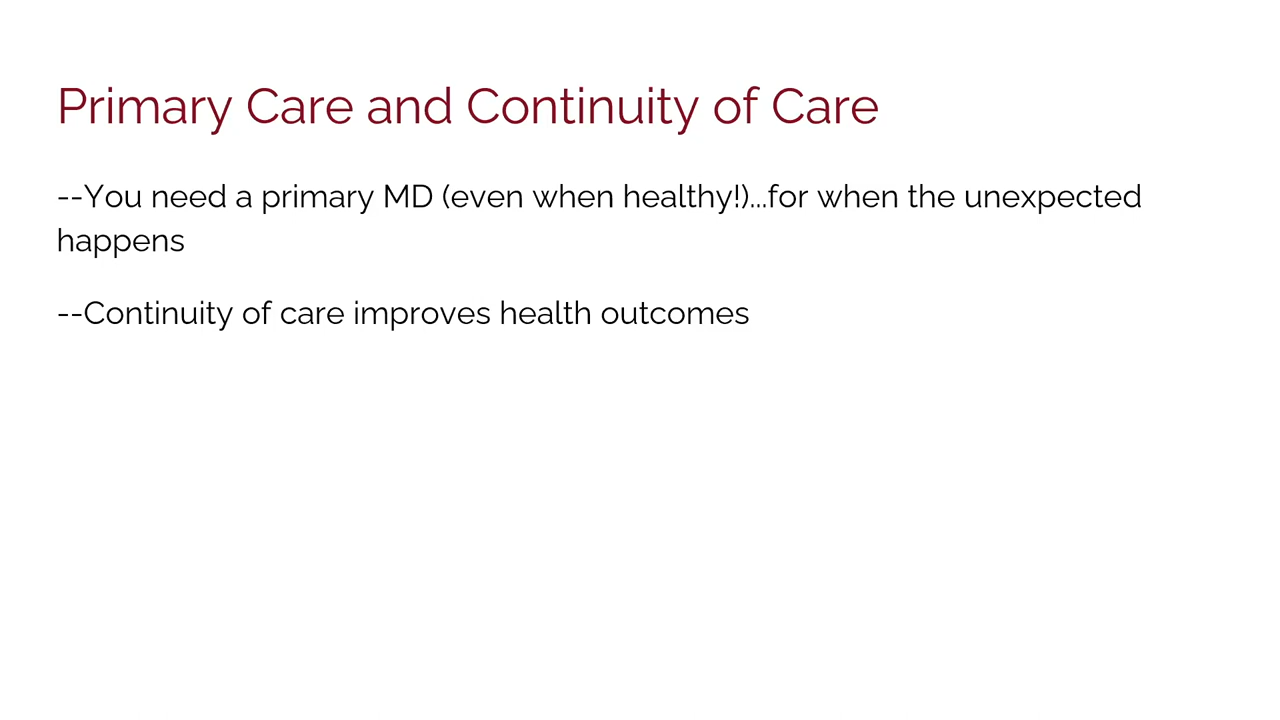 Primary Care and Continuity of Care
--You need a primary MD (even when healthy!)...for when the unexpected
happens
--Continuity of care improves health outcomes